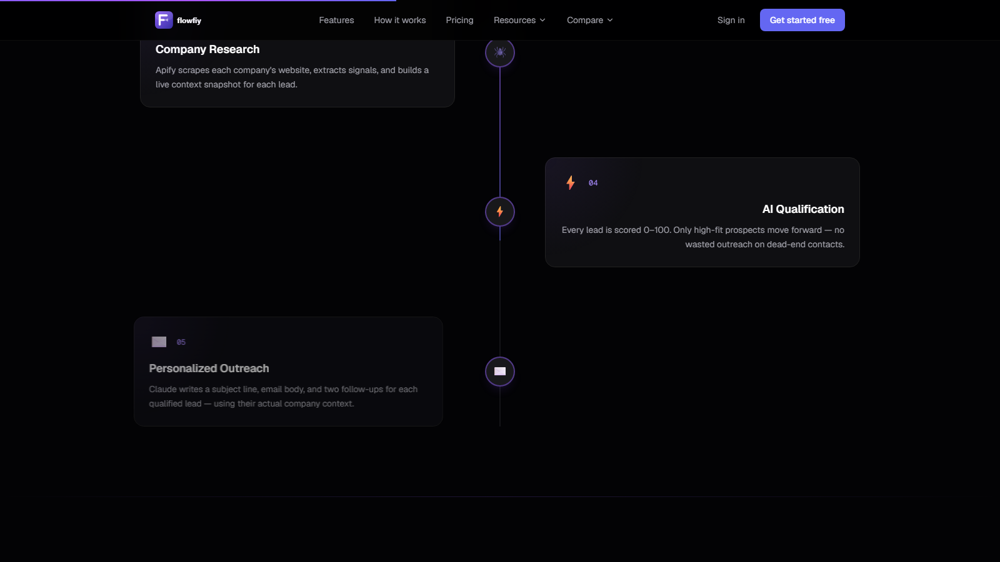 flowfiy
Features
How it works
Pricing
Resources
Compare
Sign in
Get started free
Company Research
Apify scrapes each company's website, extracts signals, and builds a
live context snapshot for each lead.
04
AI Qualification
Every lead is scored 0–100. Only high-fit prospects move forward — no
wasted outreach on dead-end contacts.
05
Personalized Outreach
Claude writes a subject line, email body, and two follow-ups for each
qualified lead — using their actual company context.